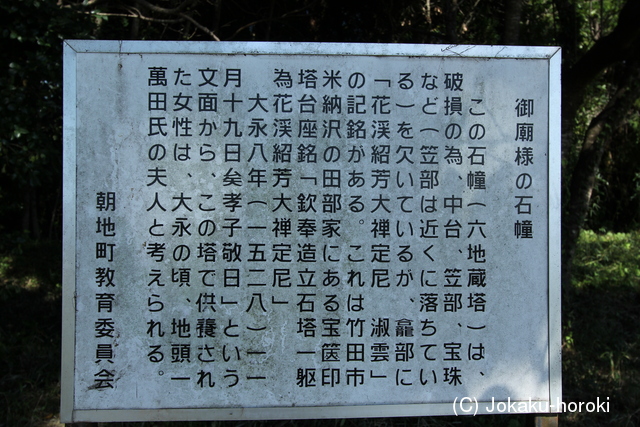 御廟様の石幢
この石幢（六地蔵塔）は、
破損の為、中台、笠部、宝珠
など（笠部は近くに落ちてい
る）を欠いているが、龕部に
「花渓紹芳大禅定尼　淑雲」
の記銘がある。これは竹田市
米納沢の田部家にある宝篋印
塔台座銘「欽奉造立石塔一躯
為花渓紹芳大禅定尼」
大永八年（一五二八）一一
月十九日矣孝子敬日」という
文面から、この塔で供養され
た女性は、大永の頃、地頭一
萬田氏の夫人と考えられる。
朝地町教育委員会
(C) Jokaku-horoki